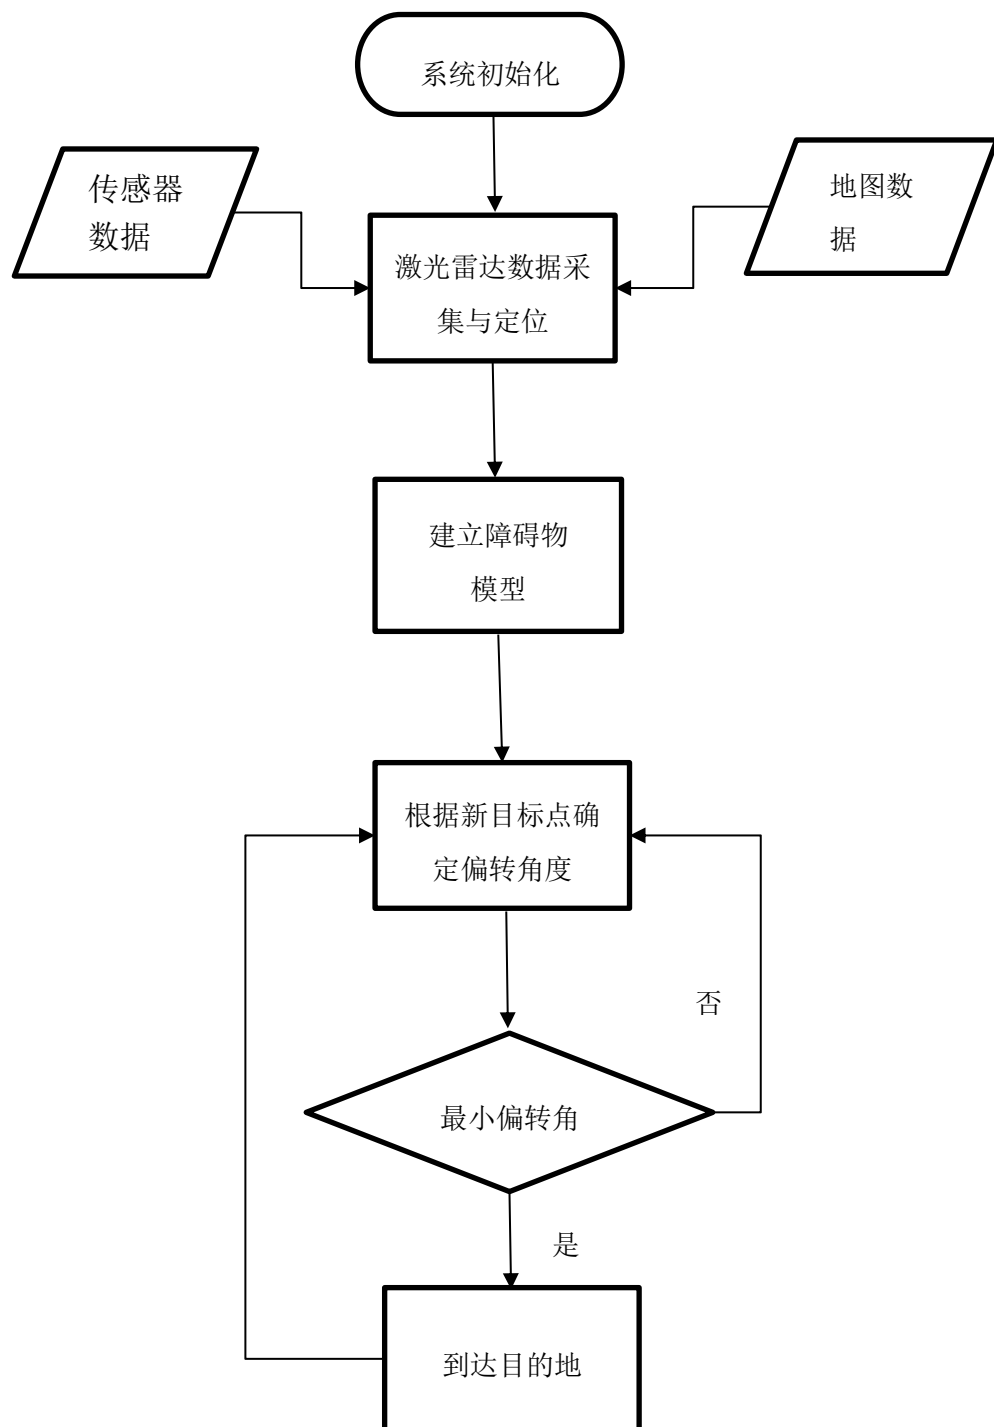 系统初始化
传感器
数据
地图数
据
激光雷达数据采
集与定位
建立障碍物
模型
根据新目标点确
定偏转角度
否
最小偏转角
是
到达目的地